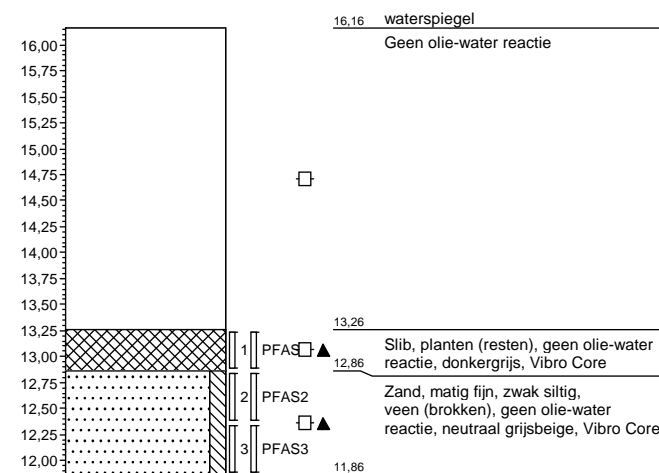 16,16 waterspiegel
Geen olie-water reactie
16,00
15,75
15,50
15,25
15,00
14,75
14,50
14,25
14,00
13,75
13,50
13,25
13,00
12,75
12,50
12,25
12,00
13,26
1 PFAS
Slib, planten (resten), geen olie-water
reactie, donkergrijs, Vibro Core
12,86
2 PFAS2
Zand, matig fijn, zwak siltig,
veen (brokken), geen olie-water
reactie, neutraal grijsbeige, Vibro Core
3 PFAS3
11,86